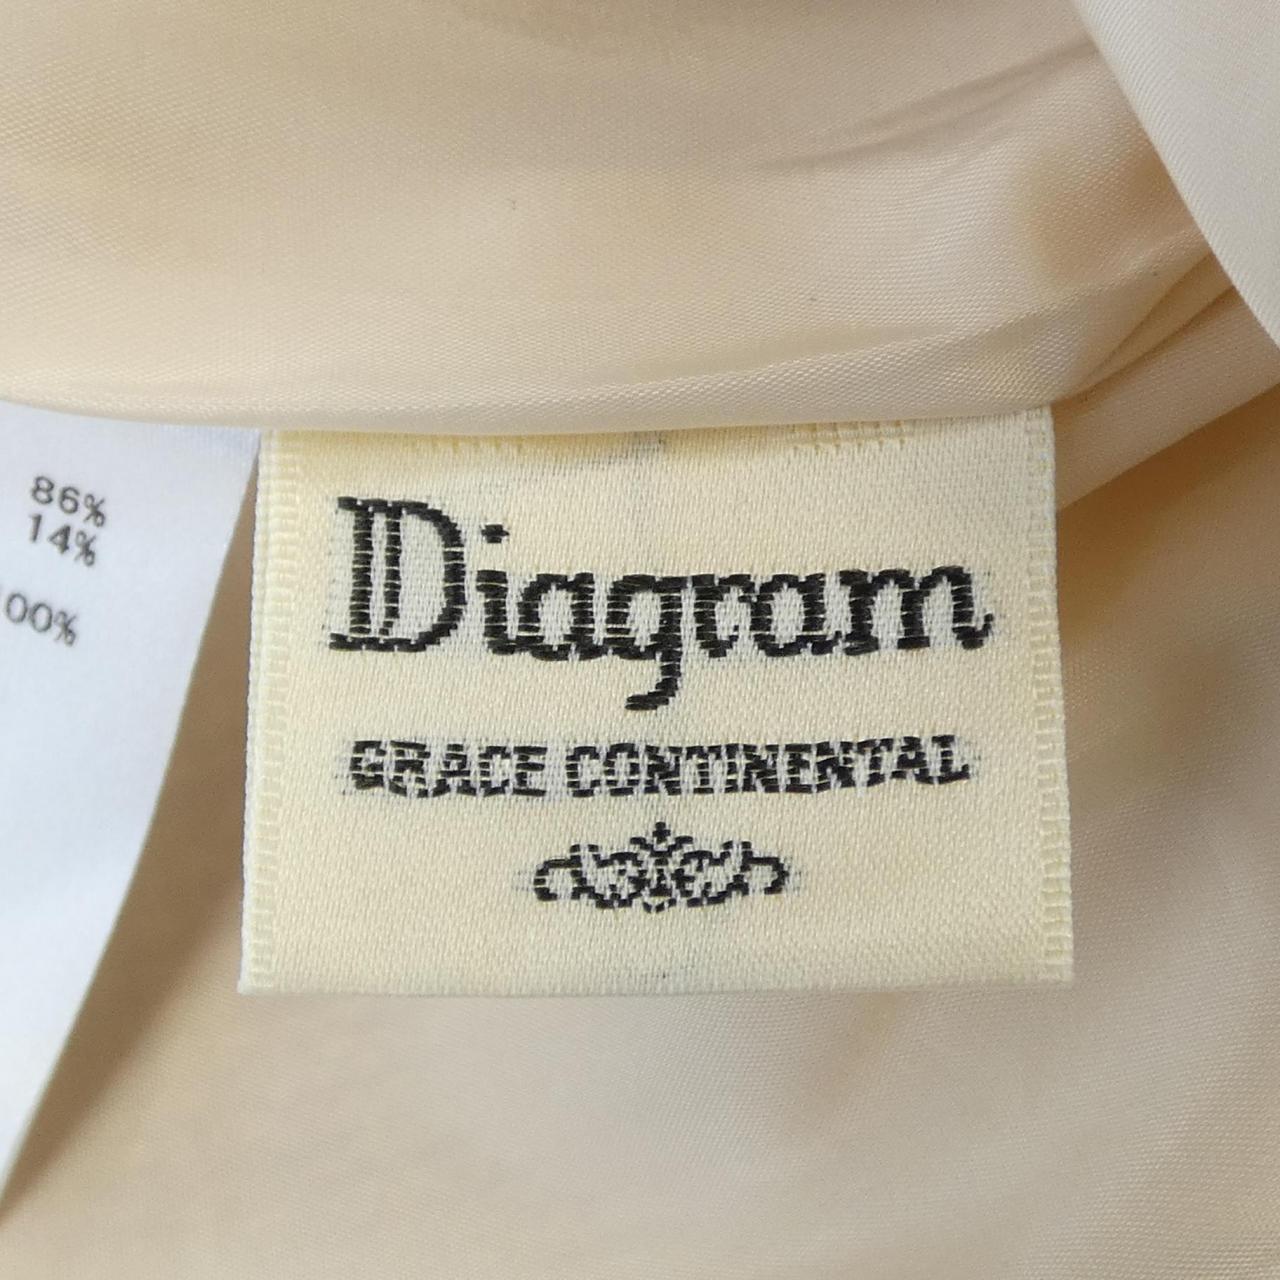 86%
14%
00%
Diagram
GRACE CONTINENTAL